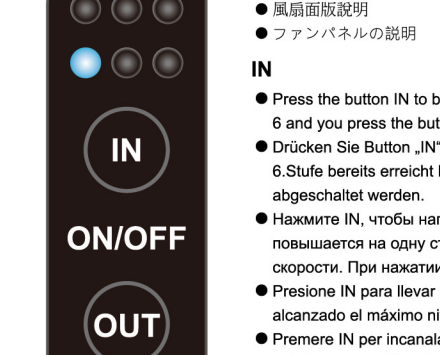 ● 風扇面版說明
● ファンパネルの説明
IN
● Press the button IN to b
6 and you press the but
● Drücken Sie Button „IN“
6.Stufe bereits erreicht
abgeschaltet werden.
● Нажмите IN, чтобы наг
повышается на одну ст
скорости. При нажатии
● Presione IN para llevar
alcanzado el máximo ni
● Premere IN per incanala
IN
ON/OFF
OUT